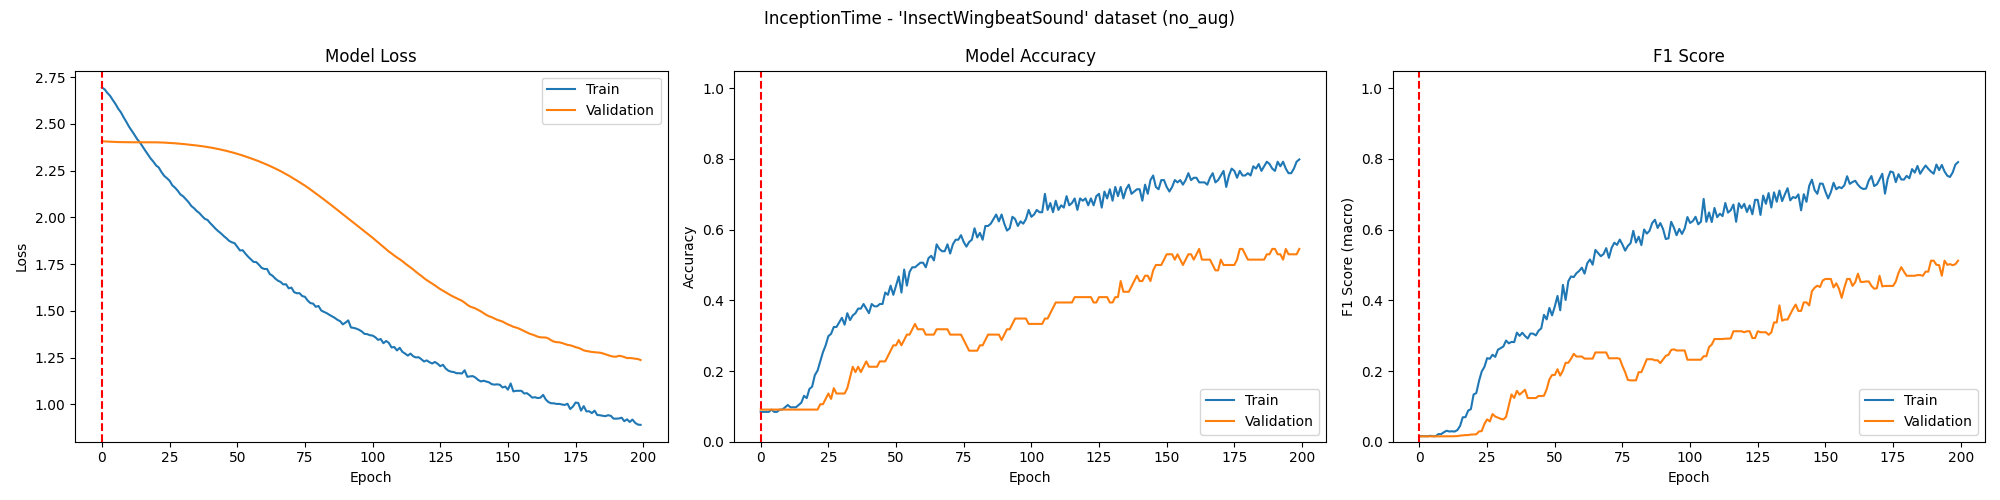 InceptionTime - 'InsectWingbeatSound' dataset (no_aug)
Model Loss
Loss
2.75
2.50
2.25
2.00
1.75
1.50
1.25
1.00
Train
Validation
0 25 50 75 100 125 150 175 200
Epoch
Model Accuracy
Accuracy
1.0
0.8
0.6
0.4
0.2
0.0
Train
Validation
0 25 50 75 100 125 150 175 200
Epoch
F1 Score
F1 Score (macro)
1.0
0.8
0.6
0.4
0.2
0.0
Train
Validation
0 25 50 75 100 125 150 175 200
Epoch